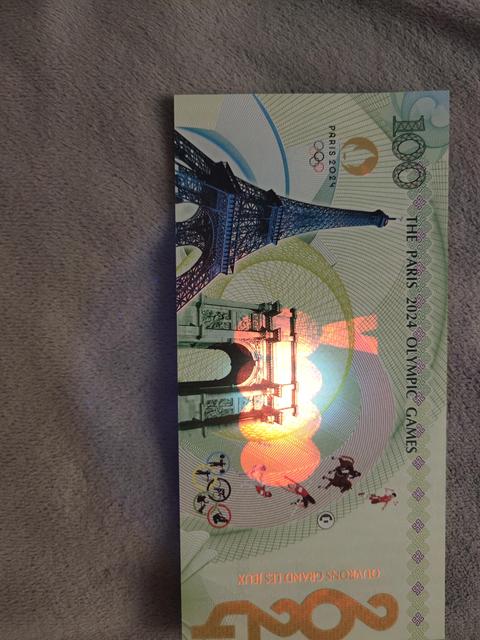 100
THE PARIS 2024 OLYMPIC GAMES
PARIS 2024
OUVRONS GRAND LES JEUX
2024